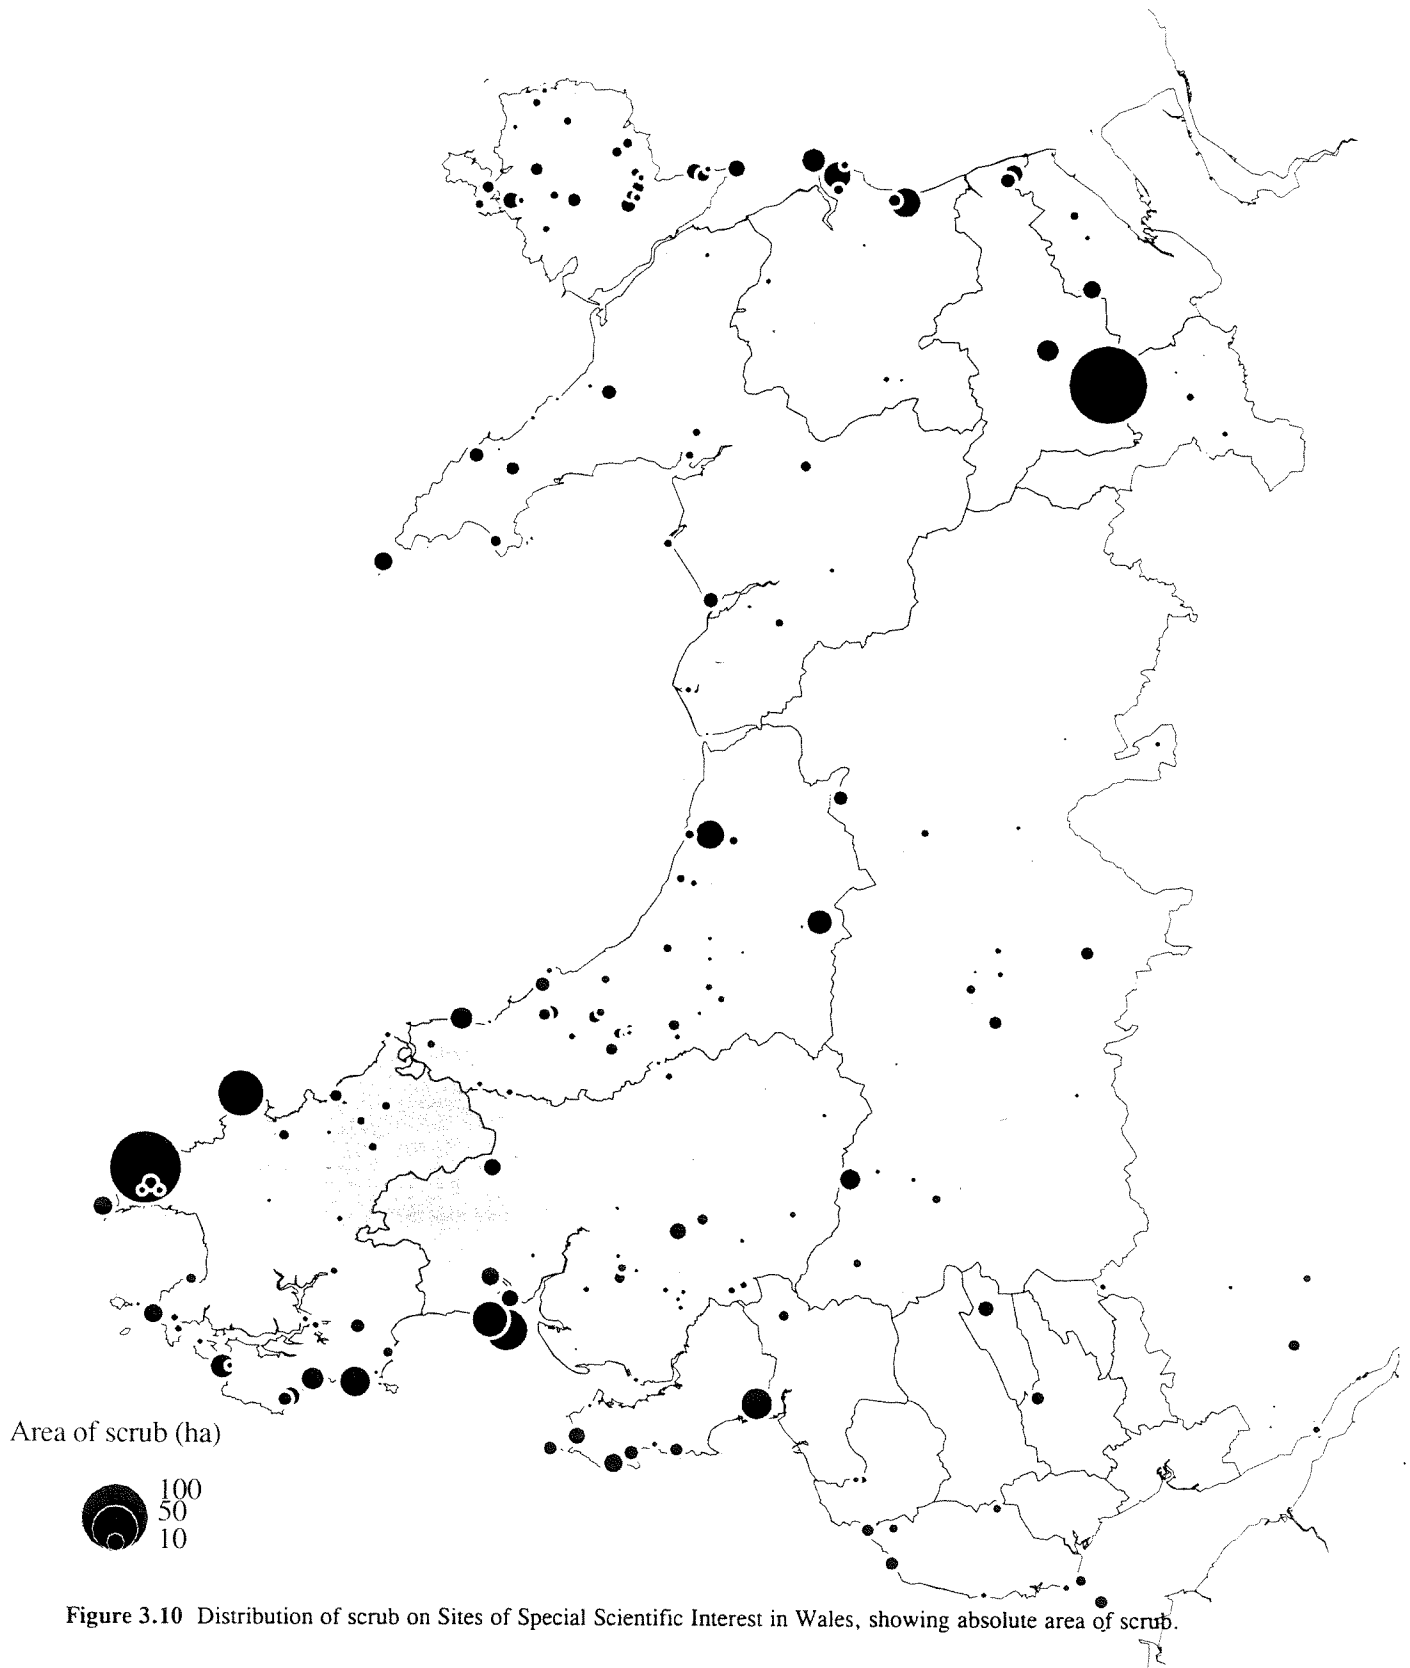 Area of scrub (ha)
100
50
10
Figure 3.10 Distribution of scrub on Sites of Special Scientific Interest in Wales, showing absolute area of scrub.